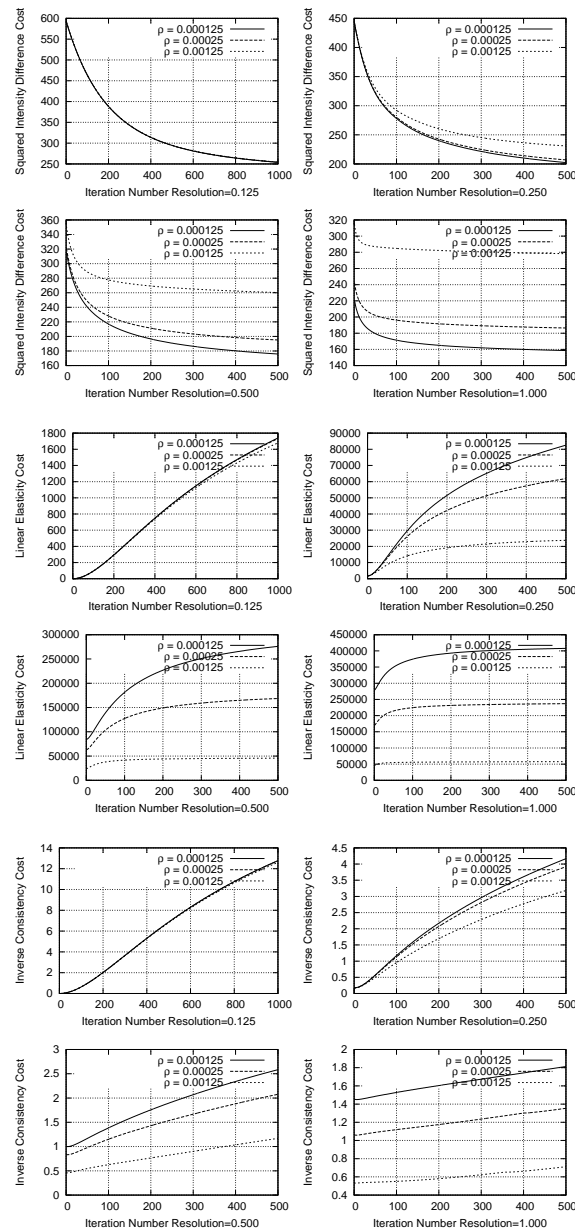 Squared Intensity Difference Cost
600
550
500
450
400
350
300
250
0 200 400 600 800 1000
Iteration Number Resolution=0.125
ρ = 0.000125
ρ = 0.00025
ρ = 0.00125
Squared Intensity Difference Cost
450
400
350
300
250
200
0 100 200 300 400 500
Iteration Number Resolution=0.250
ρ = 0.000125
ρ = 0.00025
ρ = 0.00125
Squared Intensity Difference Cost
360
340
320
300
280
260
240
220
200
180
160
0 100 200 300 400 500
Iteration Number Resolution=0.500
ρ = 0.000125
ρ = 0.00025
ρ = 0.00125
Squared Intensity Difference Cost
320
300
280
260
240
220
200
180
160
140
0 100 200 300 400 500
Iteration Number Resolution=1.000
ρ = 0.000125
ρ = 0.00025
ρ = 0.00125
Linear Elasticity Cost
1800
1600
1400
1200
1000
800
600
400
200
0
0 200 400 600 800 1000
Iteration Number Resolution=0.125
ρ = 0.000125
ρ = 0.00025
ρ = 0.00125
Linear Elasticity Cost
90000
80000
70000
60000
50000
40000
30000
20000
10000
0
0 100 200 300 400 500
Iteration Number Resolution=0.250
ρ = 0.000125
ρ = 0.00025
ρ = 0.00125
Linear Elasticity Cost
300000
250000
200000
150000
100000
50000
0
0 100 200 300 400 500
Iteration Number Resolution=0.500
ρ = 0.000125
ρ = 0.00025
ρ = 0.00125
Linear Elasticity Cost
450000
400000
350000
300000
250000
200000
150000
100000
50000
0
0 100 200 300 400 500
Iteration Number Resolution=1.000
ρ = 0.000125
ρ = 0.00025
ρ = 0.00125
Inverse Consistency Cost
14
12
10
8
6
4
2
0
0 200 400 600 800 1000
Iteration Number Resolution=0.125
ρ = 0.000125
ρ = 0.00025
ρ = 0.00125
Inverse Consistency Cost
4.5
4
3.5
3
2.5
2
1.5
1
0.5
0
0 100 200 300 400 500
Iteration Number Resolution=0.250
ρ = 0.000125
ρ = 0.00025
ρ = 0.00125
Inverse Consistency Cost
3
2.5
2
1.5
1
0.5
0
0 100 200 300 400 500
Iteration Number Resolution=0.500
ρ = 0.000125
ρ = 0.00025
ρ = 0.00125
Inverse Consistency Cost
2
1.8
1.6
1.4
1.2
1
0.8
0.6
0.4
0 100 200 300 400 500
Iteration Number Resolution=1.000
ρ = 0.000125
ρ = 0.00025
ρ = 0.00125